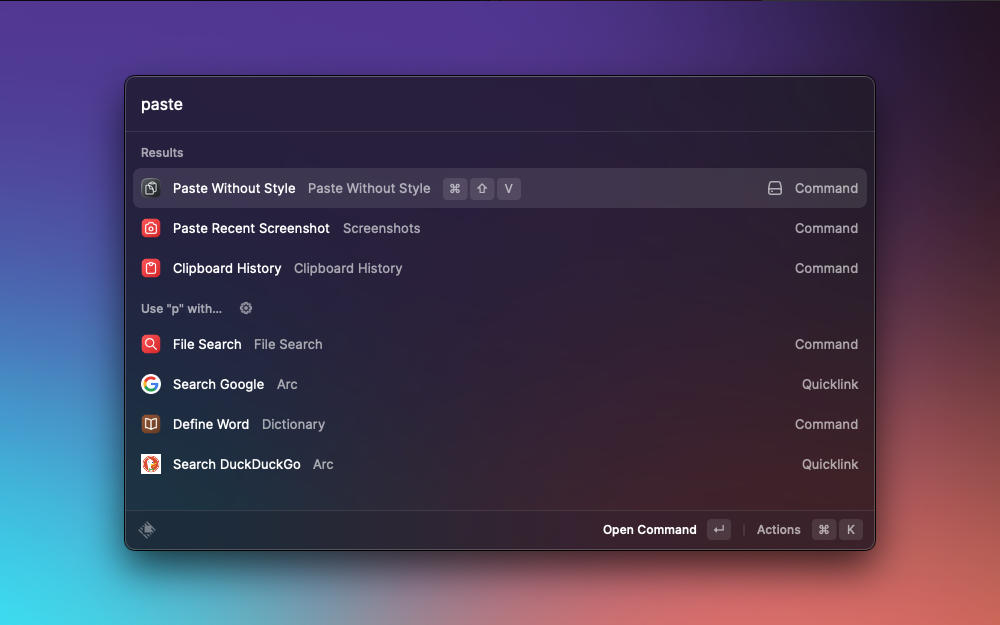 paste
Results
Paste Without Style Paste Without Style ⌘ ⇧ V Command
Paste Recent Screenshot Screenshots Command
Clipboard History Clipboard History Command
Use "p" with...
File Search File Search Command
Search Google Arc Quicklink
Define Word Dictionary Command
Search DuckDuckGo Arc Quicklink
Open Command ↵ | Actions ⌘ K